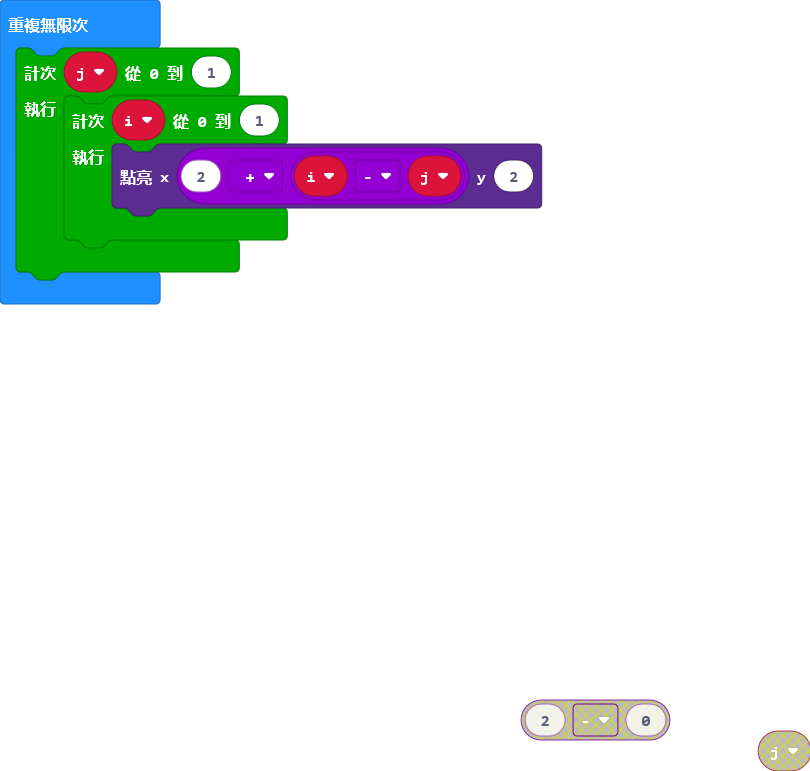 重複無限次
計次 j 從 0 到 1
執行
計次 i 從 0 到 1
執行
點亮 x 2 + i - j y 2
2 - 0
j